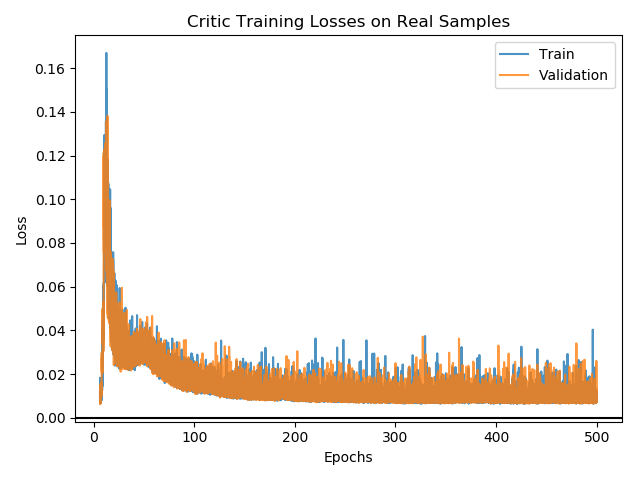 Critic Training Losses on Real Samples
Train
Validation
0.16
0.14
0.12
0.10
0.08
0.06
0.04
0.02
0.00
Loss
0 100 200 300 400 500
Epochs